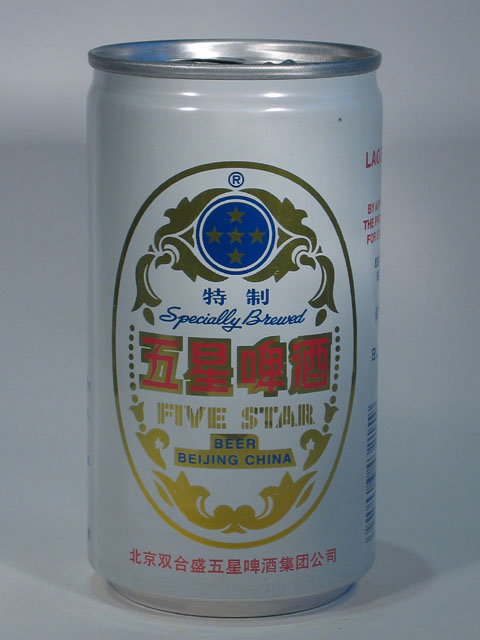 ®
特制
Specially Brewed
五星啤酒
FIVE STAR
BEER
BEIJING CHINA
北京双合盛五星啤酒集团公司